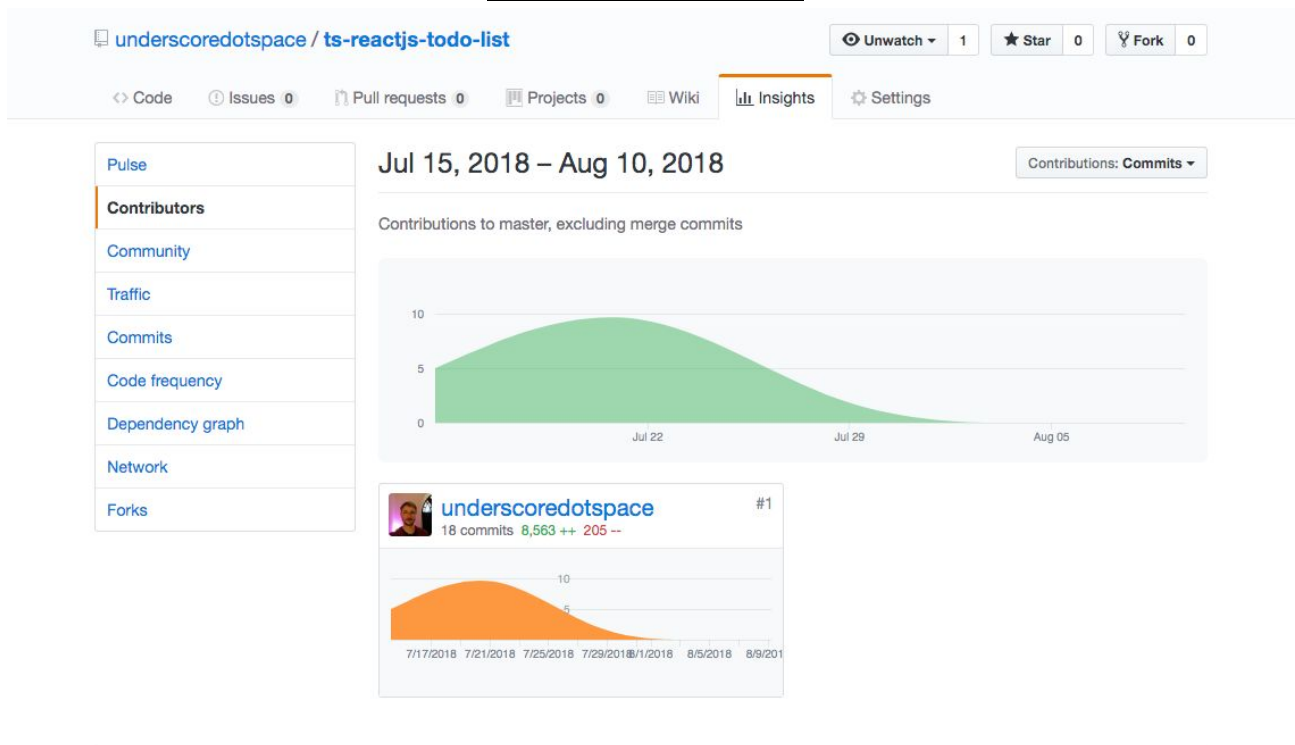 underscoredotspace / ts-reactjs-todo-list
Unwatch 1 Star 0 Fork 0
Code Issues 0 Pull requests 0 Projects 0 Wiki Insights Settings
Pulse
Contributors
Community
Traffic
Commits
Code frequency
Dependency graph
Network
Forks
Jul 15, 2018 – Aug 10, 2018
Contributions: Commits
Contributions to master, excluding merge commits
10
5
0
Jul 22 Jul 29 Aug 05
underscoredotspace #1
18 commits 8,563 ++ 205 --
10
5
7/17/2018 7/21/2018 7/25/2018 7/29/2018 8/1/2018 8/5/2018 8/9/201